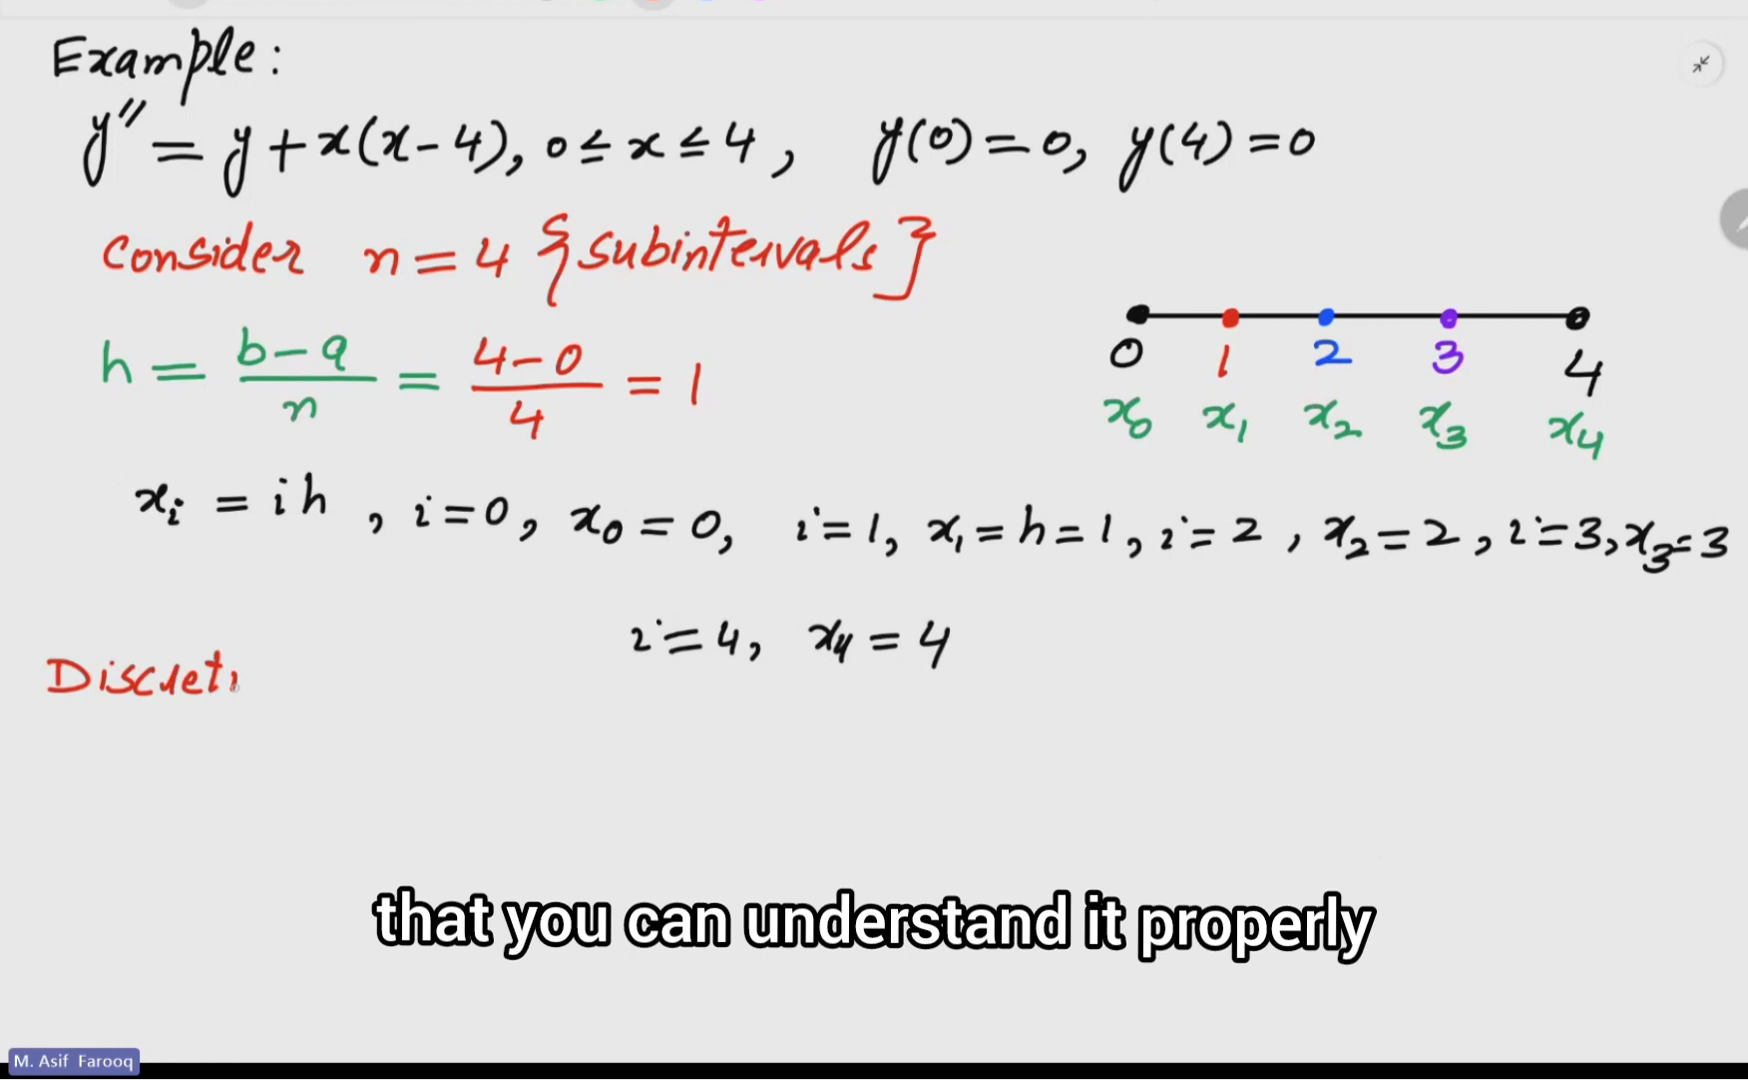 Example:
y'' = y + x(x-4), 0 ≤ x ≤ 4, y(0) = 0, y(4) = 0
Consider n = 4 {subintervals}
h = (b-a)/n = (4-0)/4 = 1
0 1 2 3 4
x₀ x₁ x₂ x₃ x₄
xᵢ = ih, i=0, x₀ = 0, i=1, x₁ = h = 1, i=2, x₂ = 2, i=3, x₃ = 3
i=4, x₄ = 4
Discreti
that you can understand it properly
M. Asif Farooq